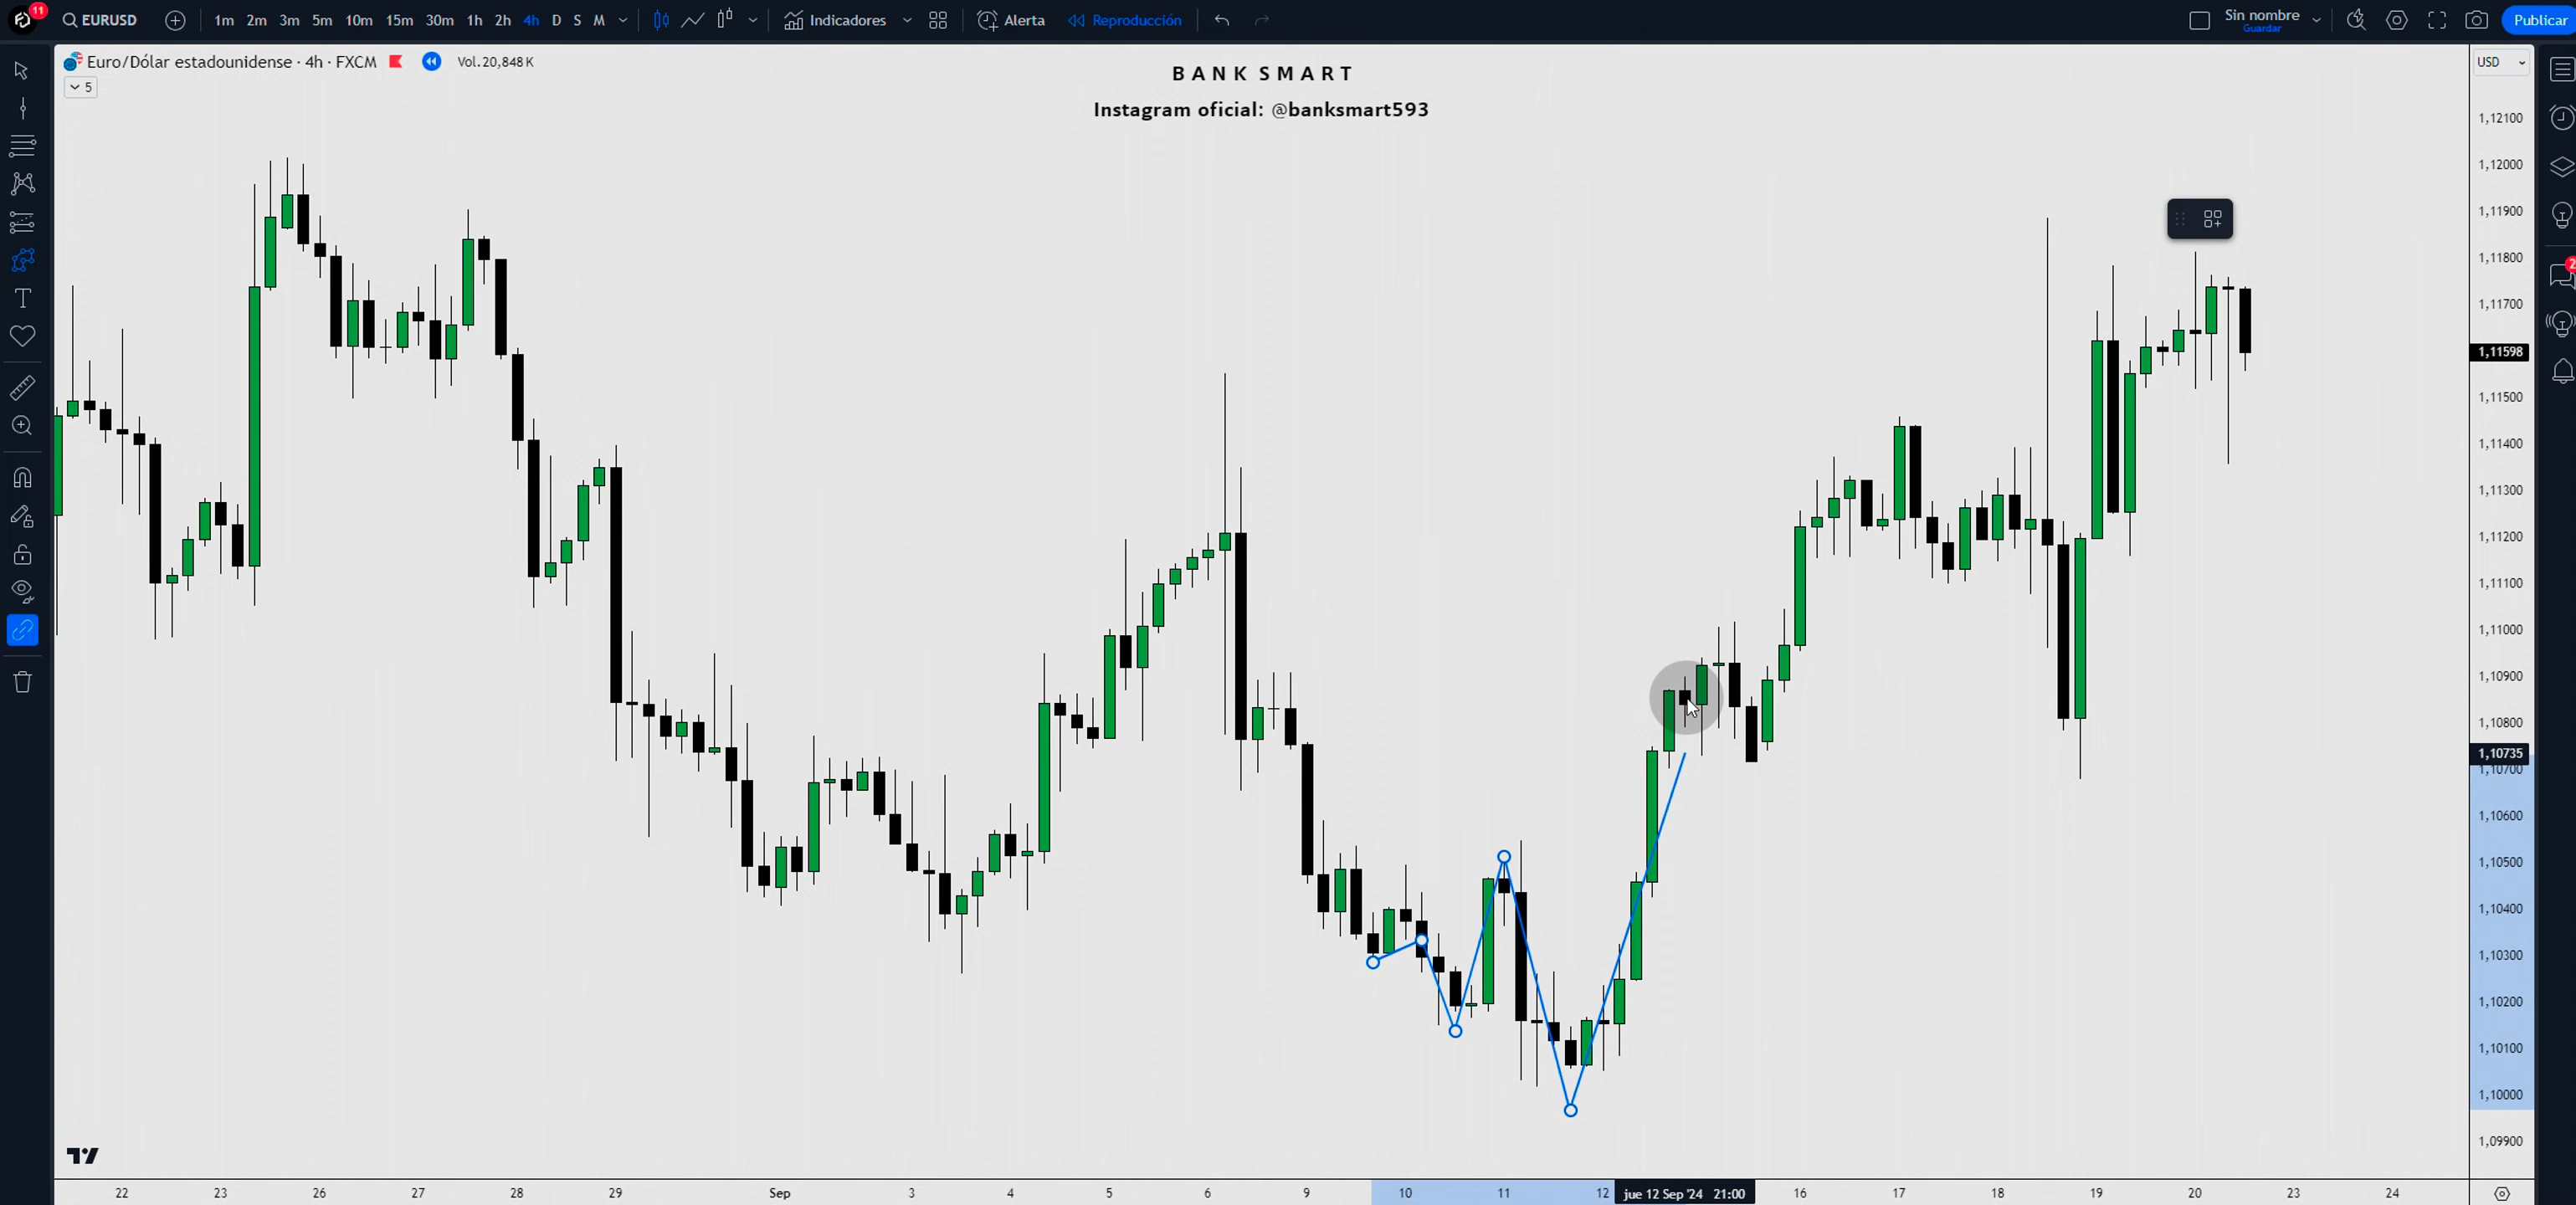 11
EURUSD
1m 2m 3m 5m 10m 15m 30m 1h 2h 4h D S M
Indicadores
Alerta
Reproducción
Sin nombre
Guardar
Publicar
Euro/Dólar estadounidense · 4h · FXCM
Vol. 20,848 K
5
BANK SMART
Instagram oficial: @banksmart593
USD
1,12100
1,12000
1,11900
1,11800
1,11700
1,11598
1,11500
1,11400
1,11300
1,11200
1,11100
1,11000
1,10900
1,10800
1,10735
1,10700
1,10600
1,10500
1,10400
1,10300
1,10200
1,10100
1,10000
1,09900
2
22 23 26 27 28 29 Sep 3 4 5 6 9 10 11 12 jue 12 Sep '24 21:00 16 17 18 19 20 23 24